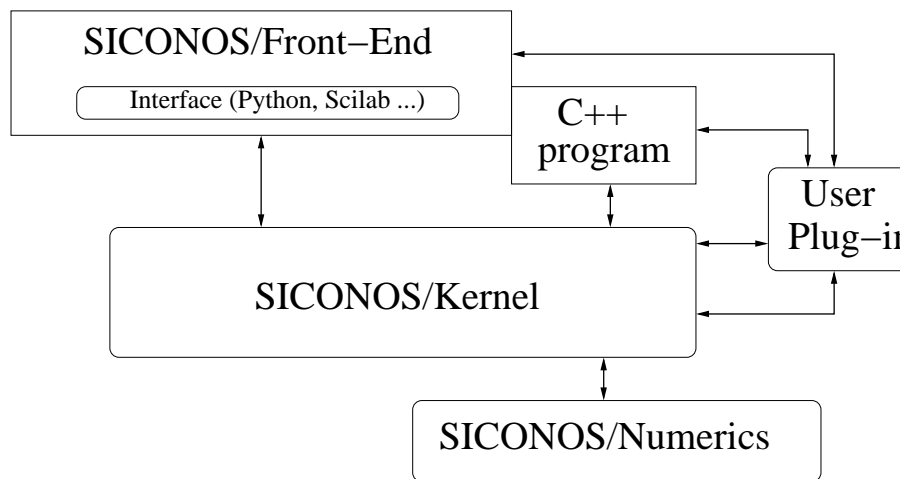 SICONOS/Front–End
Interface (Python, Scilab ...)
C++
program
User
SICONOS/Kernel
SICONOS/Numerics